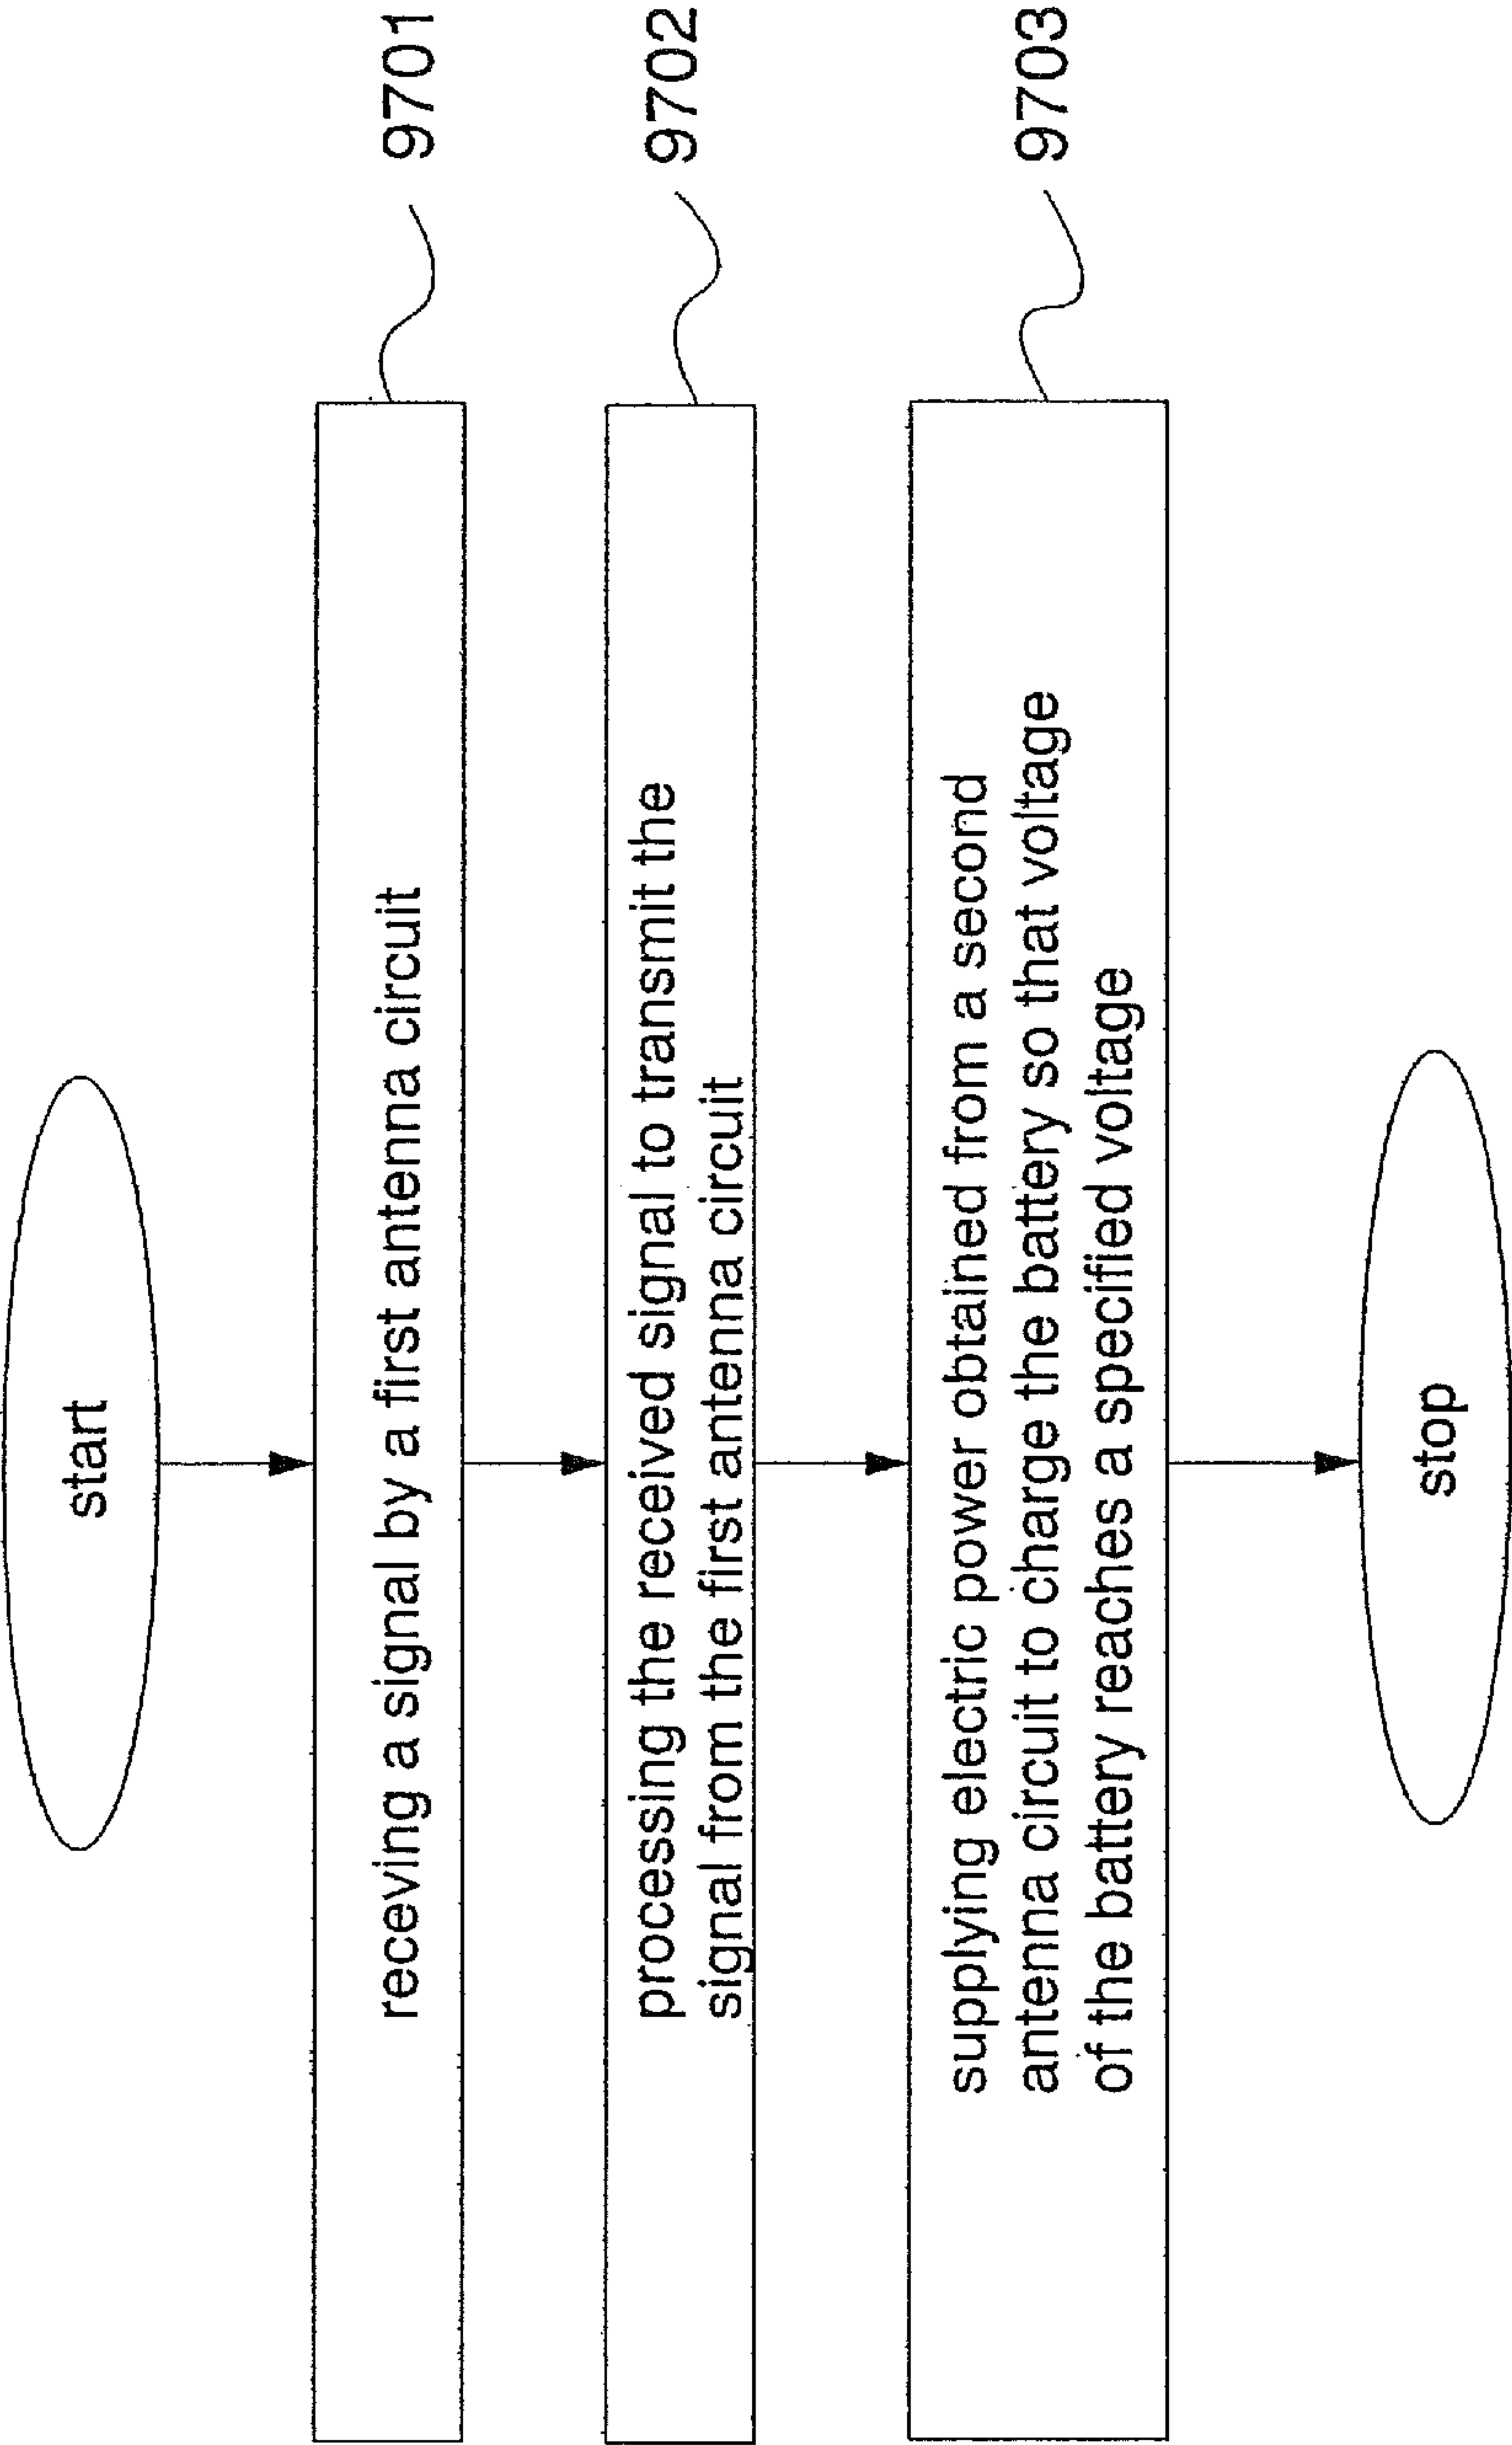 start
receving a signal by a first antenna circuit
9701
processing the received signal to transmit the
signal from the first antenna circuit
9702
supplying electric power obtained from a second
antenna circuit to charge the battery so that voltage
of the battery reaches a specified voltage
9703
stop